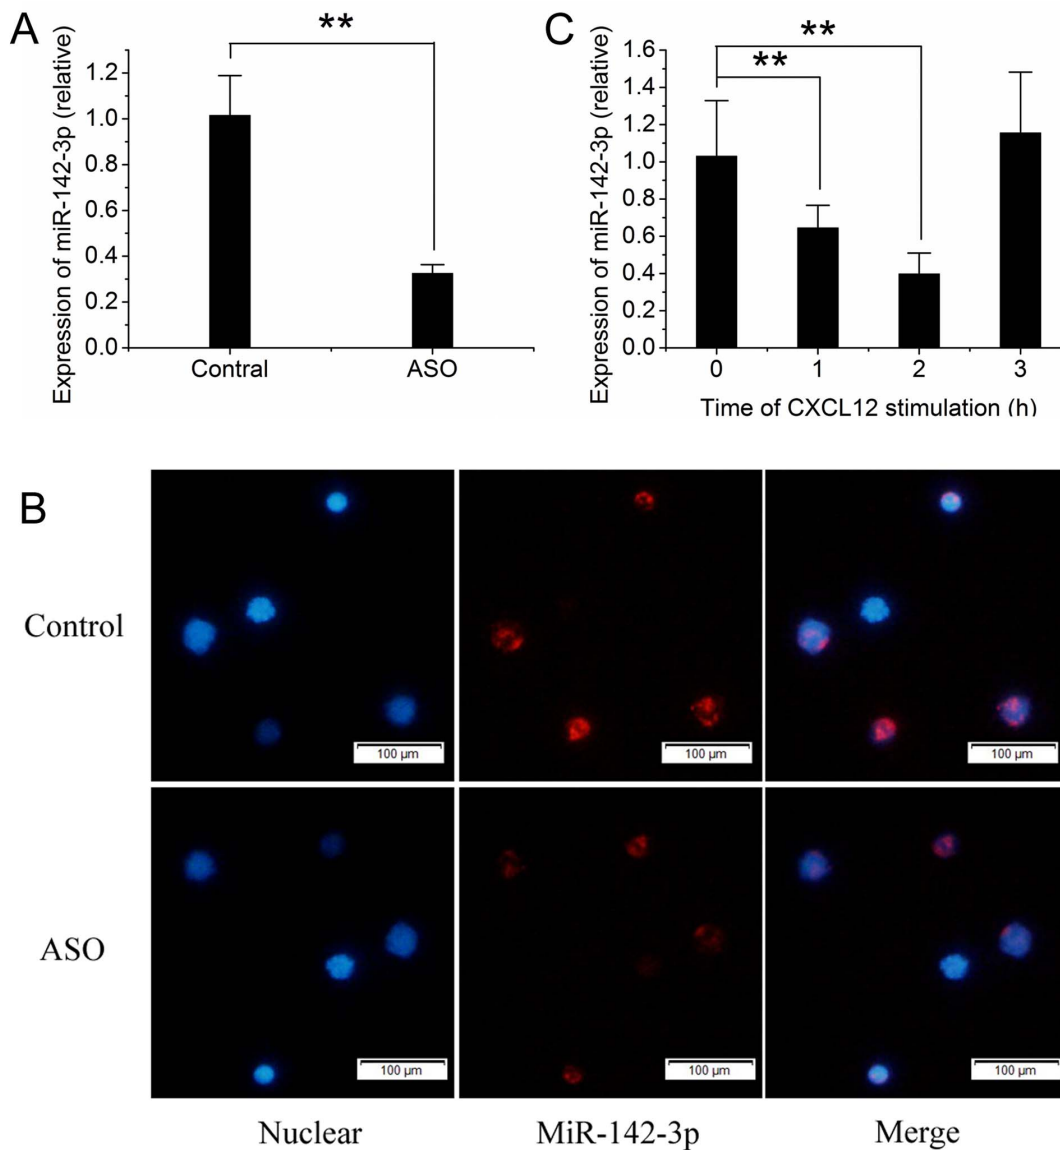 A
**
Expression of miR-142-3p (relative)
1.2
1.0
0.8
0.6
0.4
0.2
0.0
Contral
ASO
C
**
**
Expression of miR-142-3p (relative)
1.6
1.4
1.2
1.0
0.8
0.6
0.4
0.2
0.0
0 1 2 3
Time of CXCL12 stimulation (h)
B
Control
100 µm
100 µm
100 µm
ASO
100 µm
100 µm
100 µm
Nuclear
MiR-142-3p
Merge